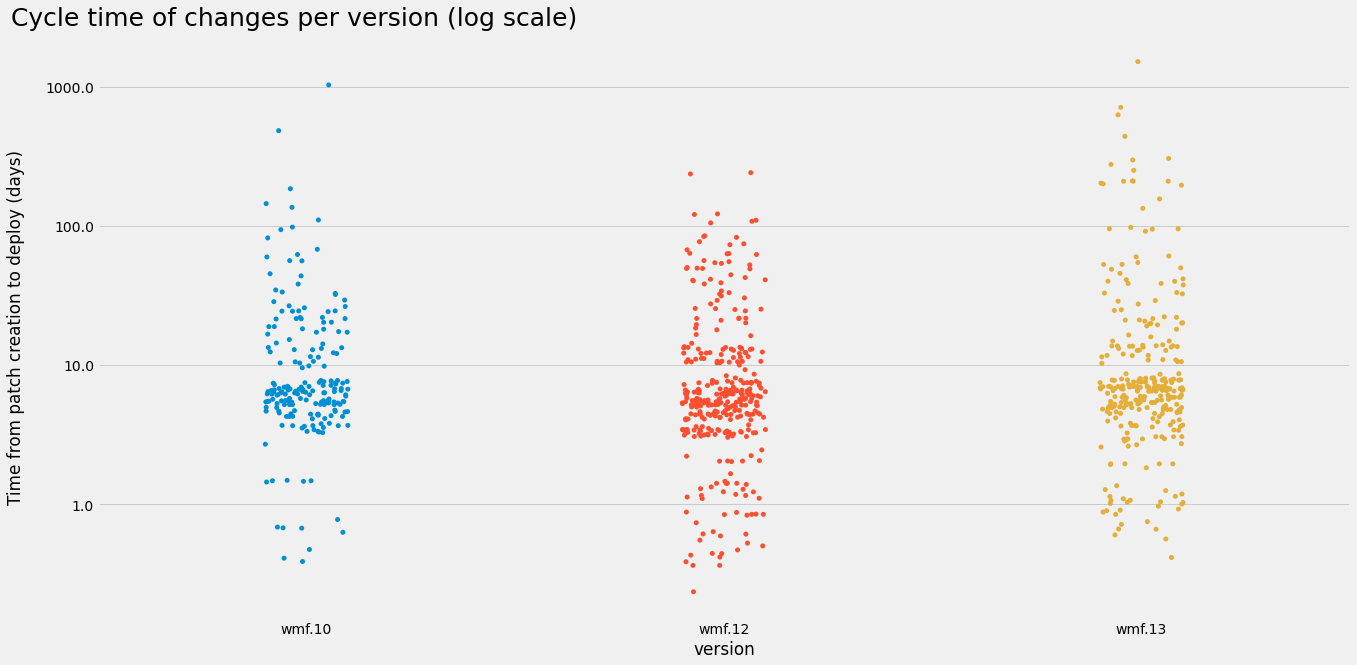 Cycle time of changes per version (log scale)
Time from patch creation to deploy (days)
1000.0
100.0
10.0
1.0
wmf.10
wmf.12
wmf.13
version